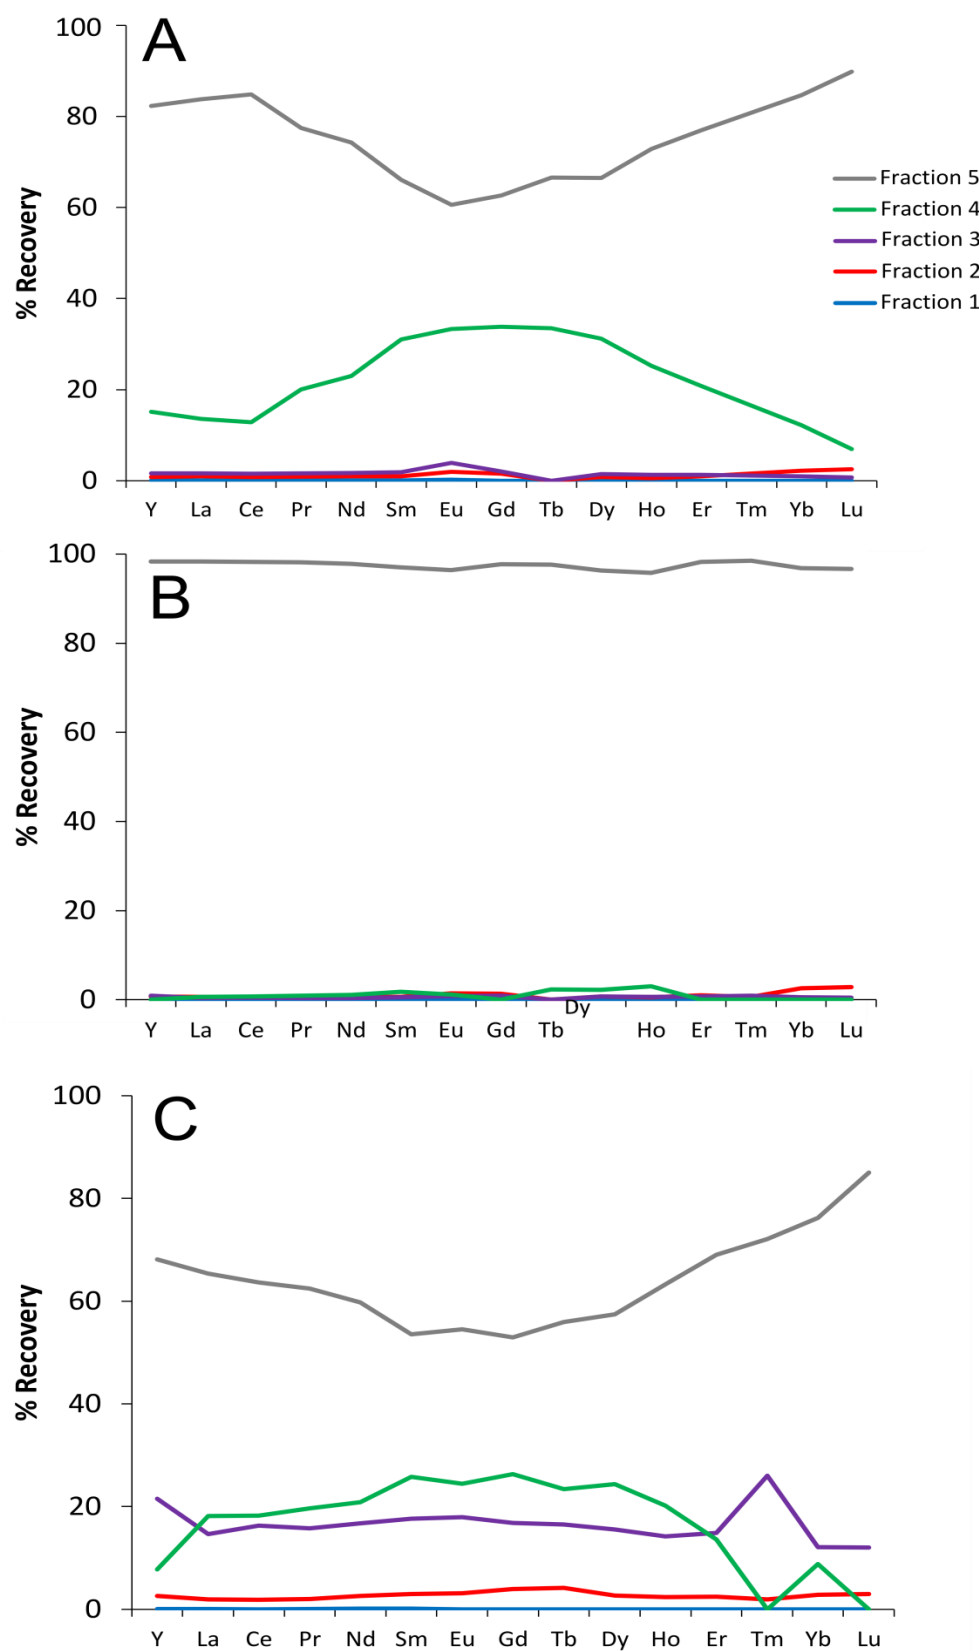 A
100
80
60
40
20
0
% Recovery
Fraction 5
Fraction 4
Fraction 3
Fraction 2
Fraction 1
Y La Ce Pr Nd Sm Eu Gd Tb Dy Ho Er Tm Yb Lu
B
100
80
60
40
20
0
% Recovery
Y La Ce Pr Nd Sm Eu Gd Tb Dy Ho Er Tm Yb Lu
C
100
80
60
40
20
0
% Recovery
Y La Ce Pr Nd Sm Eu Gd Tb Dy Ho Er Tm Yb Lu